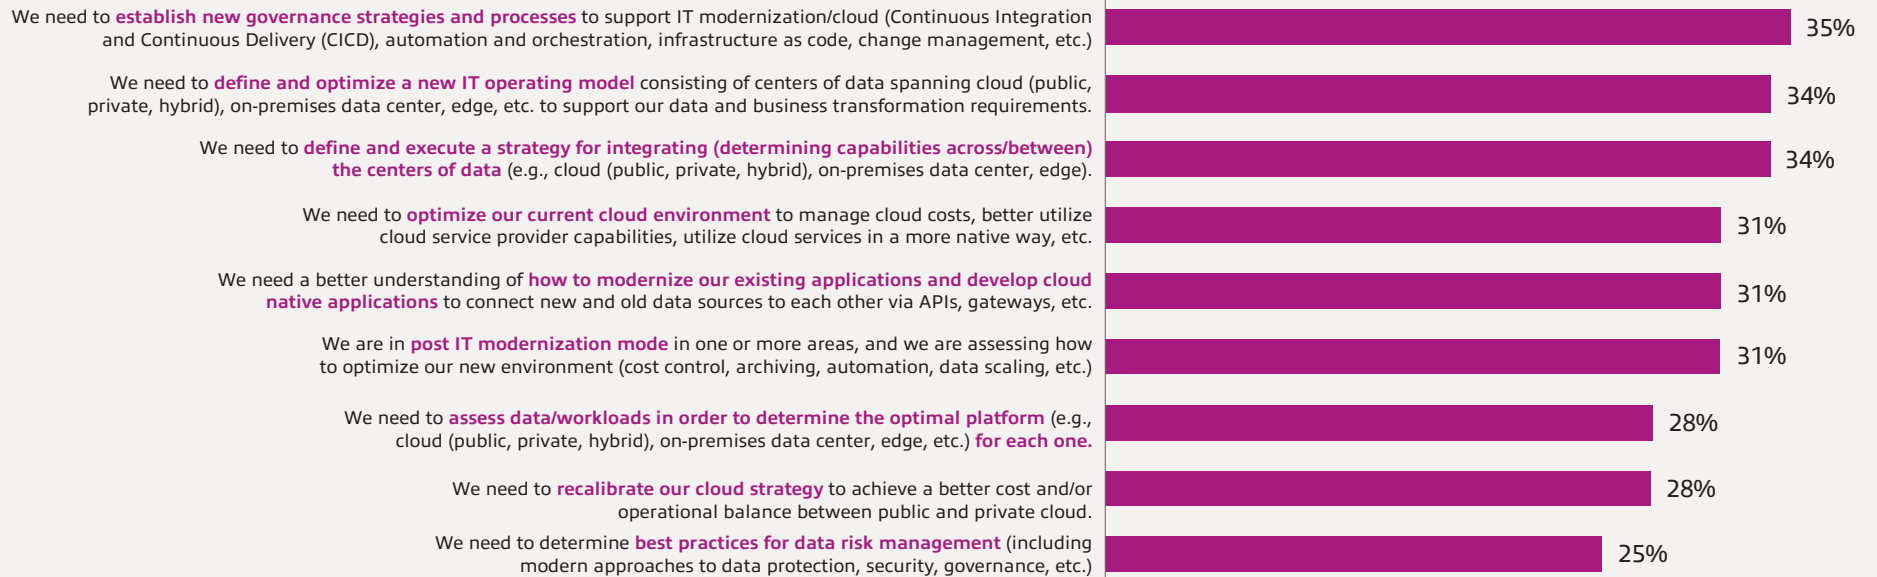 We need to establish new governance strategies and processes to support IT modernization/cloud (Continuous Integration
and Continuous Delivery (CICD), automation and orchestration, infrastructure as code, change management, etc.)
35%
We need to define and optimize a new IT operating model consisting of centers of data spanning cloud (public,
private, hybrid), on-premises data center, edge, etc. to support our data and business transformation requirements.
34%
We need to define and execute a strategy for integrating (determining capabilities across/between)
the centers of data (e.g., cloud (public, private, hybrid), on-premises data center, edge).
34%
We need to optimize our current cloud environment to manage cloud costs, better utilize
cloud service provider capabilities, utilize cloud services in a more native way, etc.
31%
We need a better understanding of how to modernize our existing applications and develop cloud
native applications to connect new and old data sources to each other via APIs, gateways, etc.
31%
We are in post IT modernization mode in one or more areas, and we are assessing how
to optimize our new environment (cost control, archiving, automation, data scaling, etc.)
31%
We need to assess data/workloads in order to determine the optimal platform (e.g.,
cloud (public, private, hybrid), on-premises data center, edge, etc.) for each one.
28%
We need to recalibrate our cloud strategy to achieve a better cost and/or
operational balance between public and private cloud.
28%
We need to determine best practices for data risk management (including
modern approaches to data protection, security, governance, etc.)
25%